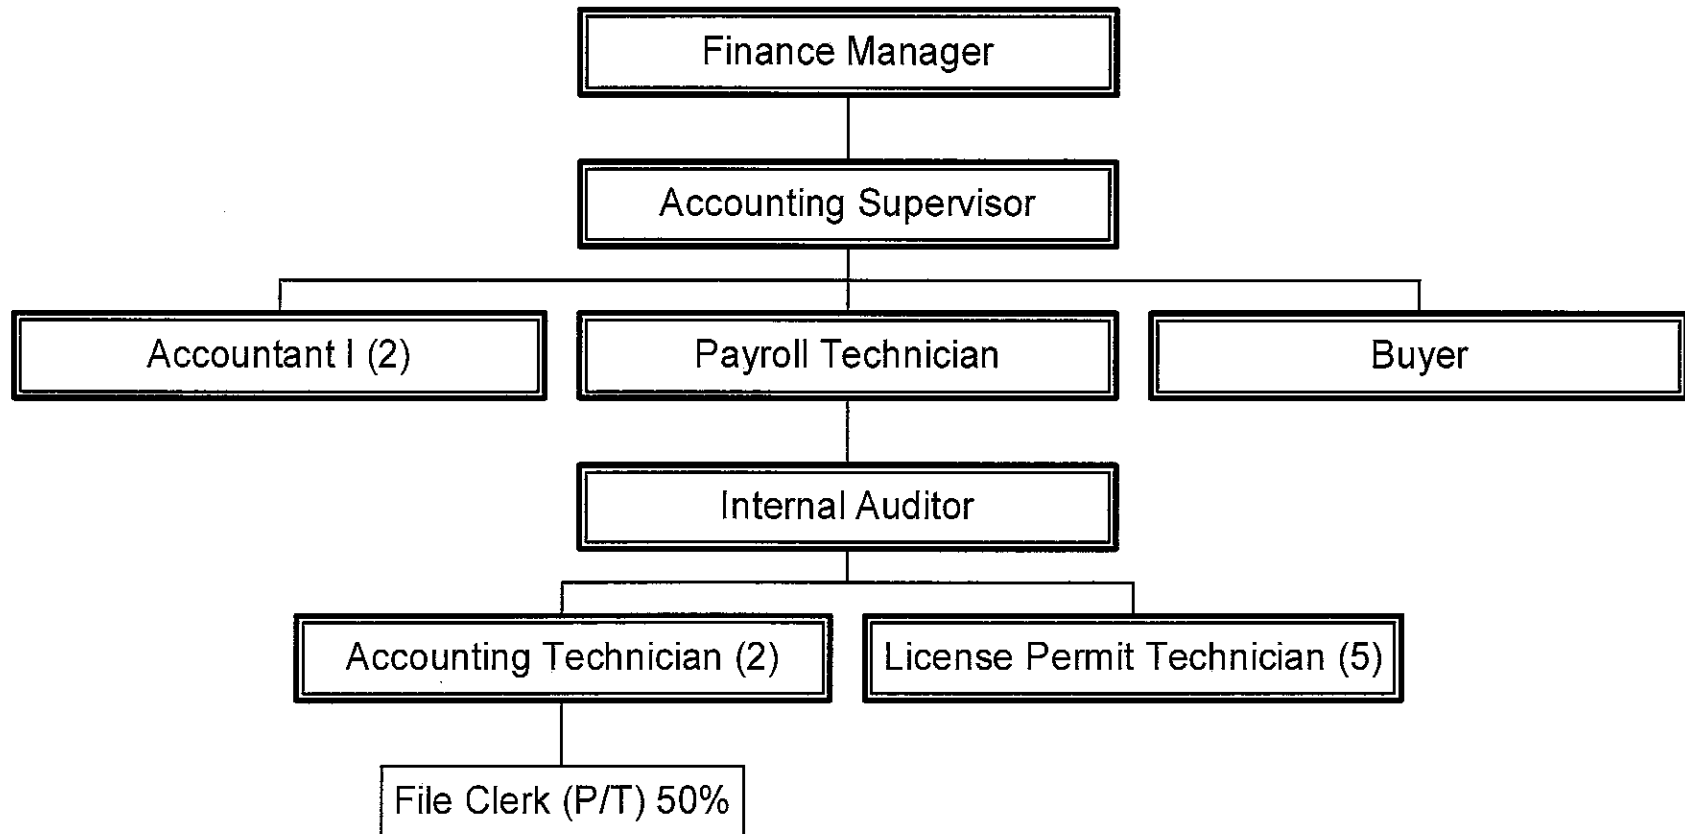 Finance Manager
Accounting Supervisor
Accountant I (2)
Payroll Technician
Buyer
Internal Auditor
Accounting Technician (2)
License Permit Technician (5)
File Clerk (P/T) 50%